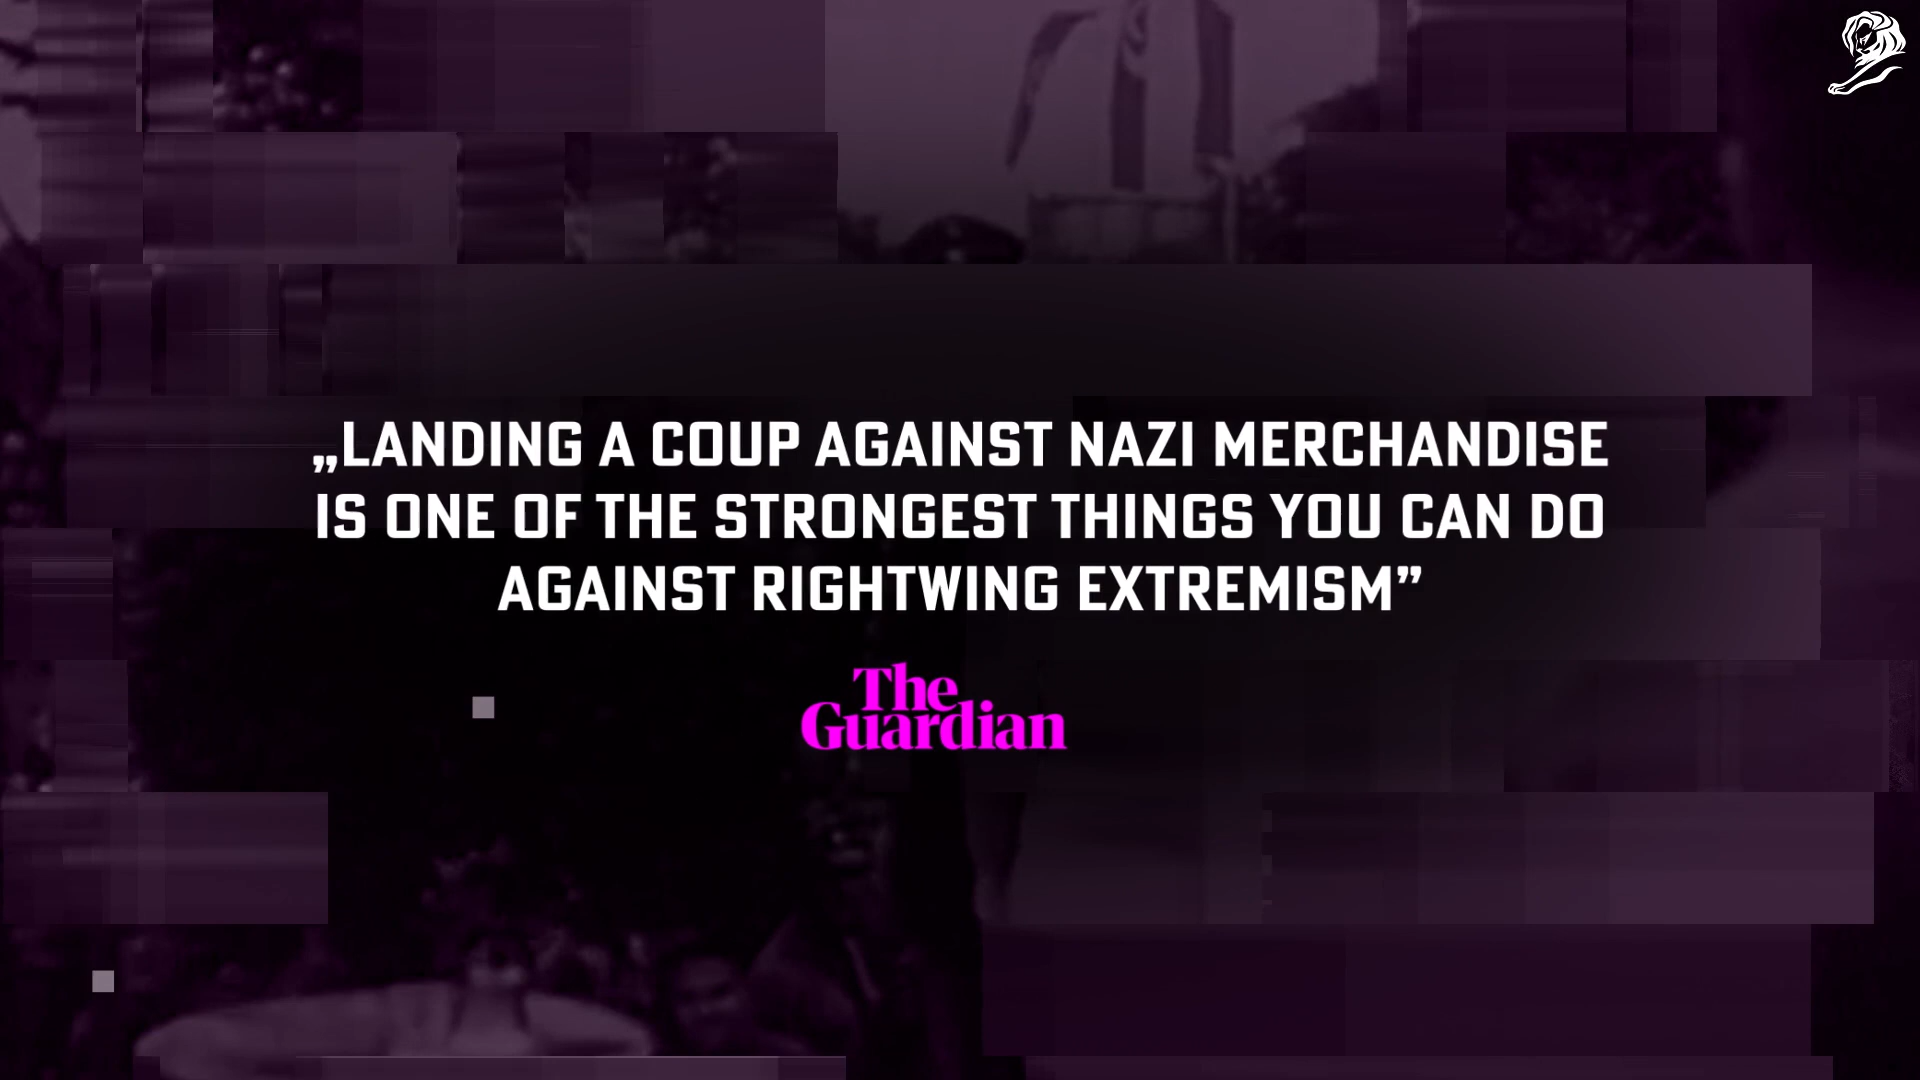 „LANDING A COUP AGAINST NAZI MERCHANDISE
IS ONE OF THE STRONGEST THINGS YOU CAN DO
AGAINST RIGHTWING EXTREMISM”
The
Guardian